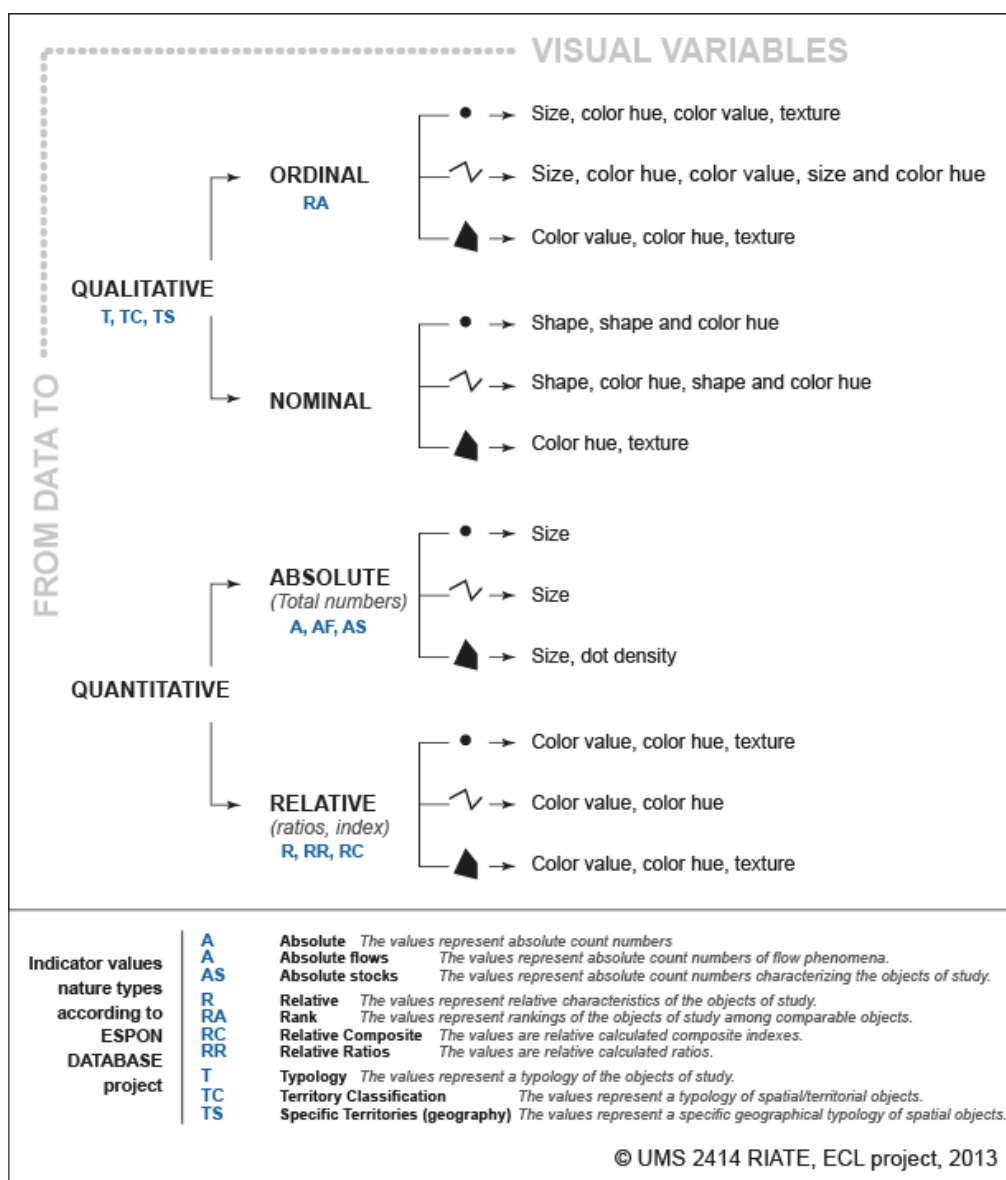 VISUAL VARIABLES
FROM DATA TO
QUALITATIVE
T, TC, TS
ORDINAL
RA
Size, color hue, color value, texture
Size, color hue, color value, size and color hue
Color value, color hue, texture
NOMINAL
Shape, shape and color hue
Shape, color hue, shape and color hue
Color hue, texture
QUANTITATIVE
ABSOLUTE
(Total numbers)
A, AF, AS
Size
Size
Size, dot density
RELATIVE
(ratios, index)
R, RR, RC
Color value, color hue, texture
Color value, color hue
Color value, color hue, texture
Indicator values
nature types
according to
ESPON
DATABASE
project
A Absolute The values represent absolute count numbers
A Absolute flows The values represent absolute count numbers of flow phenomena.
AS Absolute stocks The values represent absolute count numbers characterizing the objects of study.
R Relative The values represent relative characteristics of the objects of study.
RA Rank The values represent rankings of the objects of study among comparable objects.
RC Relative Composite The values are relative calculated composite indexes.
RR Relative Ratios The values are relative calculated ratios.
T Typology The values represent a typology of the objects of study.
TC Territory Classification The values represent a typology of spatial/territorial objects.
TS Specific Territories (geography) The values represent a specific geographical typology of spatial objects.
© UMS 2414 RIATE, ECL project, 2013